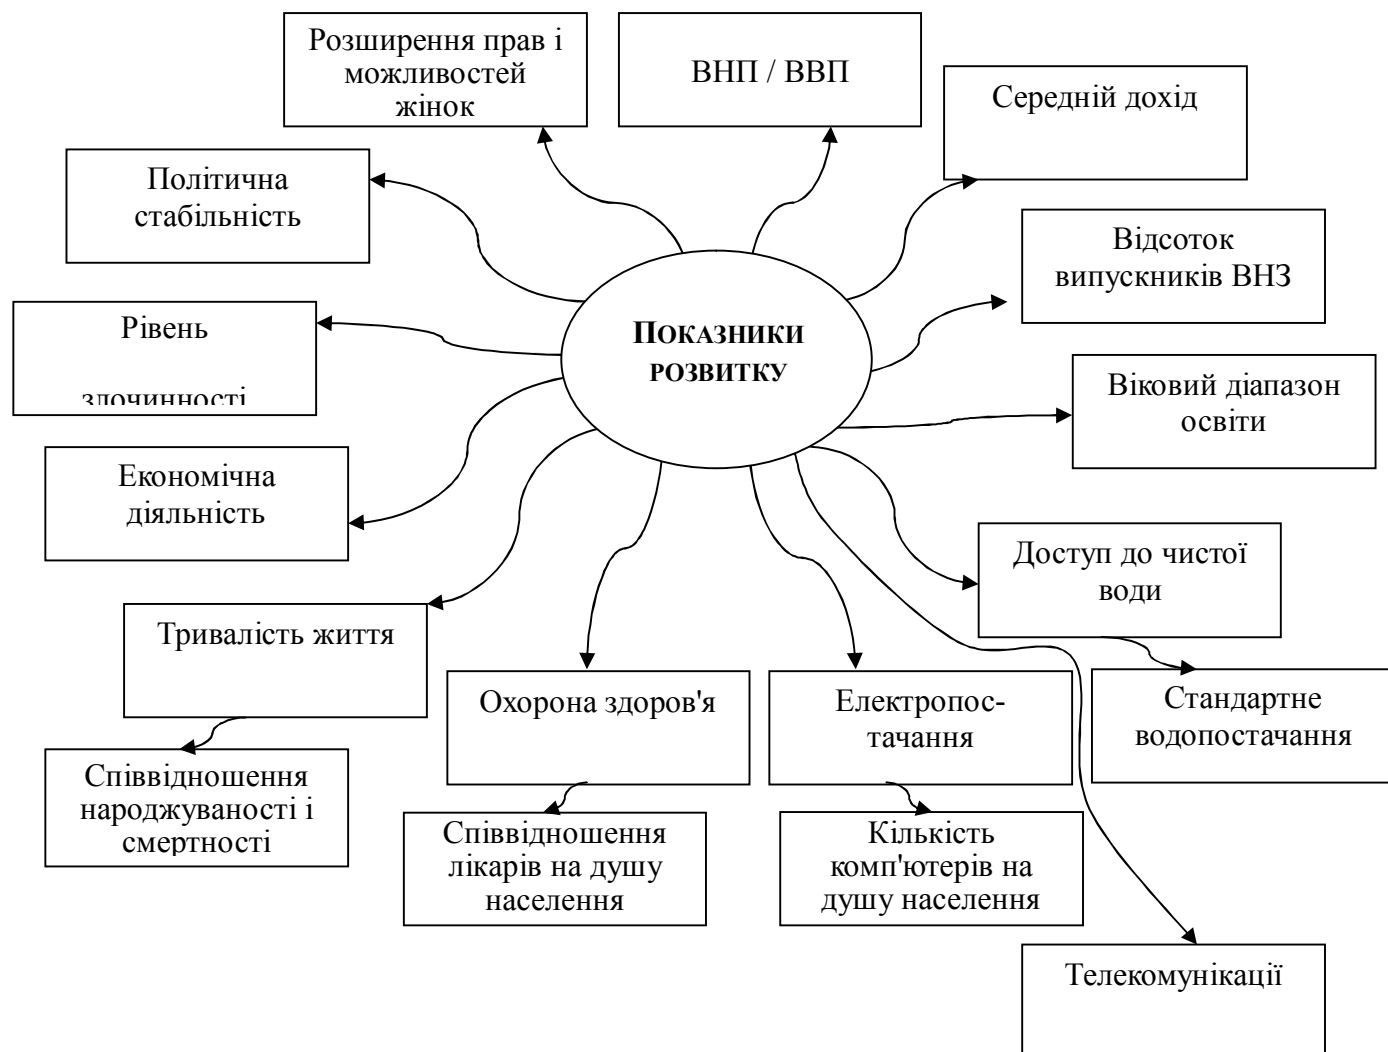 Розширення прав і
можливостей
жінок
ВНП / ВВП
Середній дохід
Політична
стабільність
Відсоток
випускників ВНЗ
Рівень
злочинності
ПОКАЗНИКИ
РОЗВИТКУ
Віковий діапазон
освіти
Економічна
діяльність
Доступ до чистої
води
Тривалість життя
Охорона здоров'я
Електропос-
тачання
Стандартне
водопостачання
Співвідношення
народжуваності і
смертності
Співвідношення
лікарів на душу
населення
Кількість
комп'ютерів на
душу населення
Телекомунікації